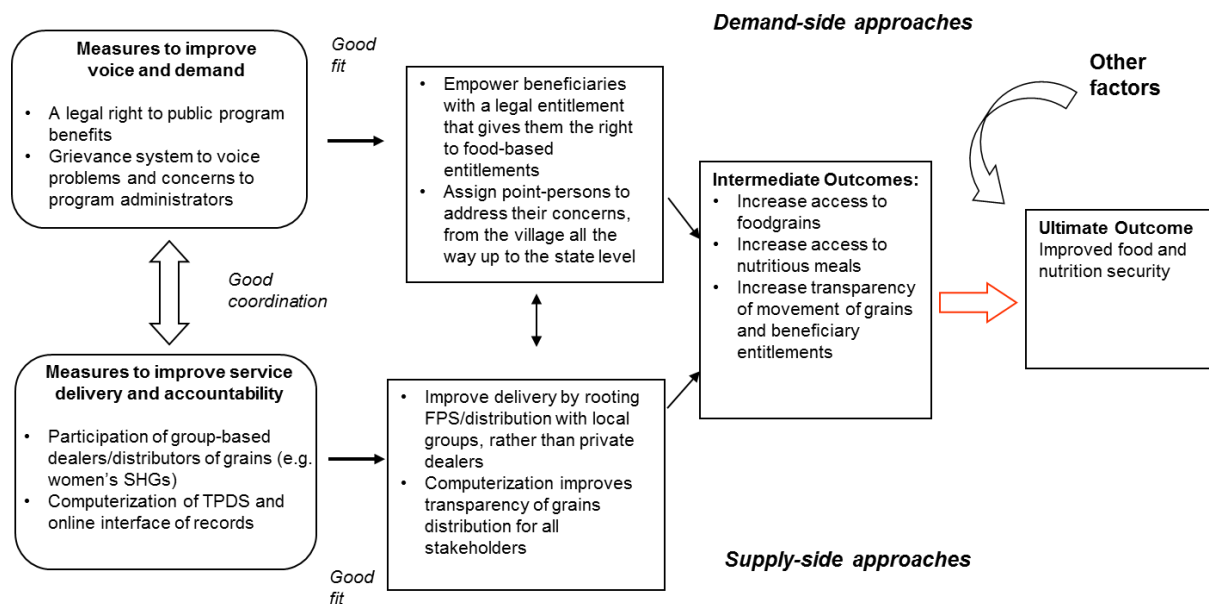 Demand-side approaches
Measures to improve
voice and demand
• A legal right to public program
benefits
• Grievance system to voice
problems and concerns to
program administrators
Good
fit
• Empower beneficiaries
with a legal entitlement
that gives them the right
to food-based
entitlements
• Assign point-persons to
address their concerns,
from the village all the
way up to the state level
Other
factors
Good
coordination
Intermediate Outcomes:
• Increase access to
foodgrains
• Increase access to
nutritious meals
• Increase transparency
of movement of grains
and beneficiary
entitlements
Ultimate Outcome
Improved food and
nutrition security
Measures to improve service
delivery and accountability
• Participation of group-based
dealers/distributors of grains (e.g.
women’s SHGs)
• Computerization of TPDS and
online interface of records
• Improve delivery by rooting
FPS/distribution with local
groups, rather than private
dealers
• Computerization improves
transparency of grains
distribution for all
stakeholders
Good
fit
Supply-side approaches